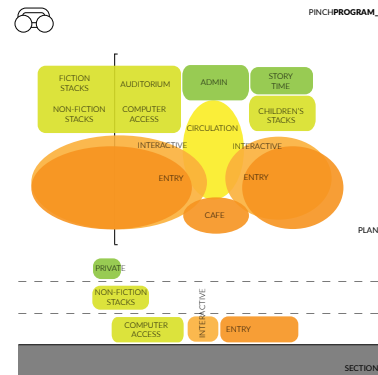 PINCHPROGRAM_
FICTION
STACKS
AUDITORIUM
ADMIN
STORY
TIME
NON-FICTION
STACKS
COMPUTER
ACCESS
CHILDREN'S
STACKS
CIRCULATION
INTERACTIVE
INTERACTIVE
ENTRY
ENTRY
CAFE
PLAN
PRIVATE
NON-FICTION
STACKS
COMPUTER
ACCESS
INTERACTIVE
ENTRY
SECTION